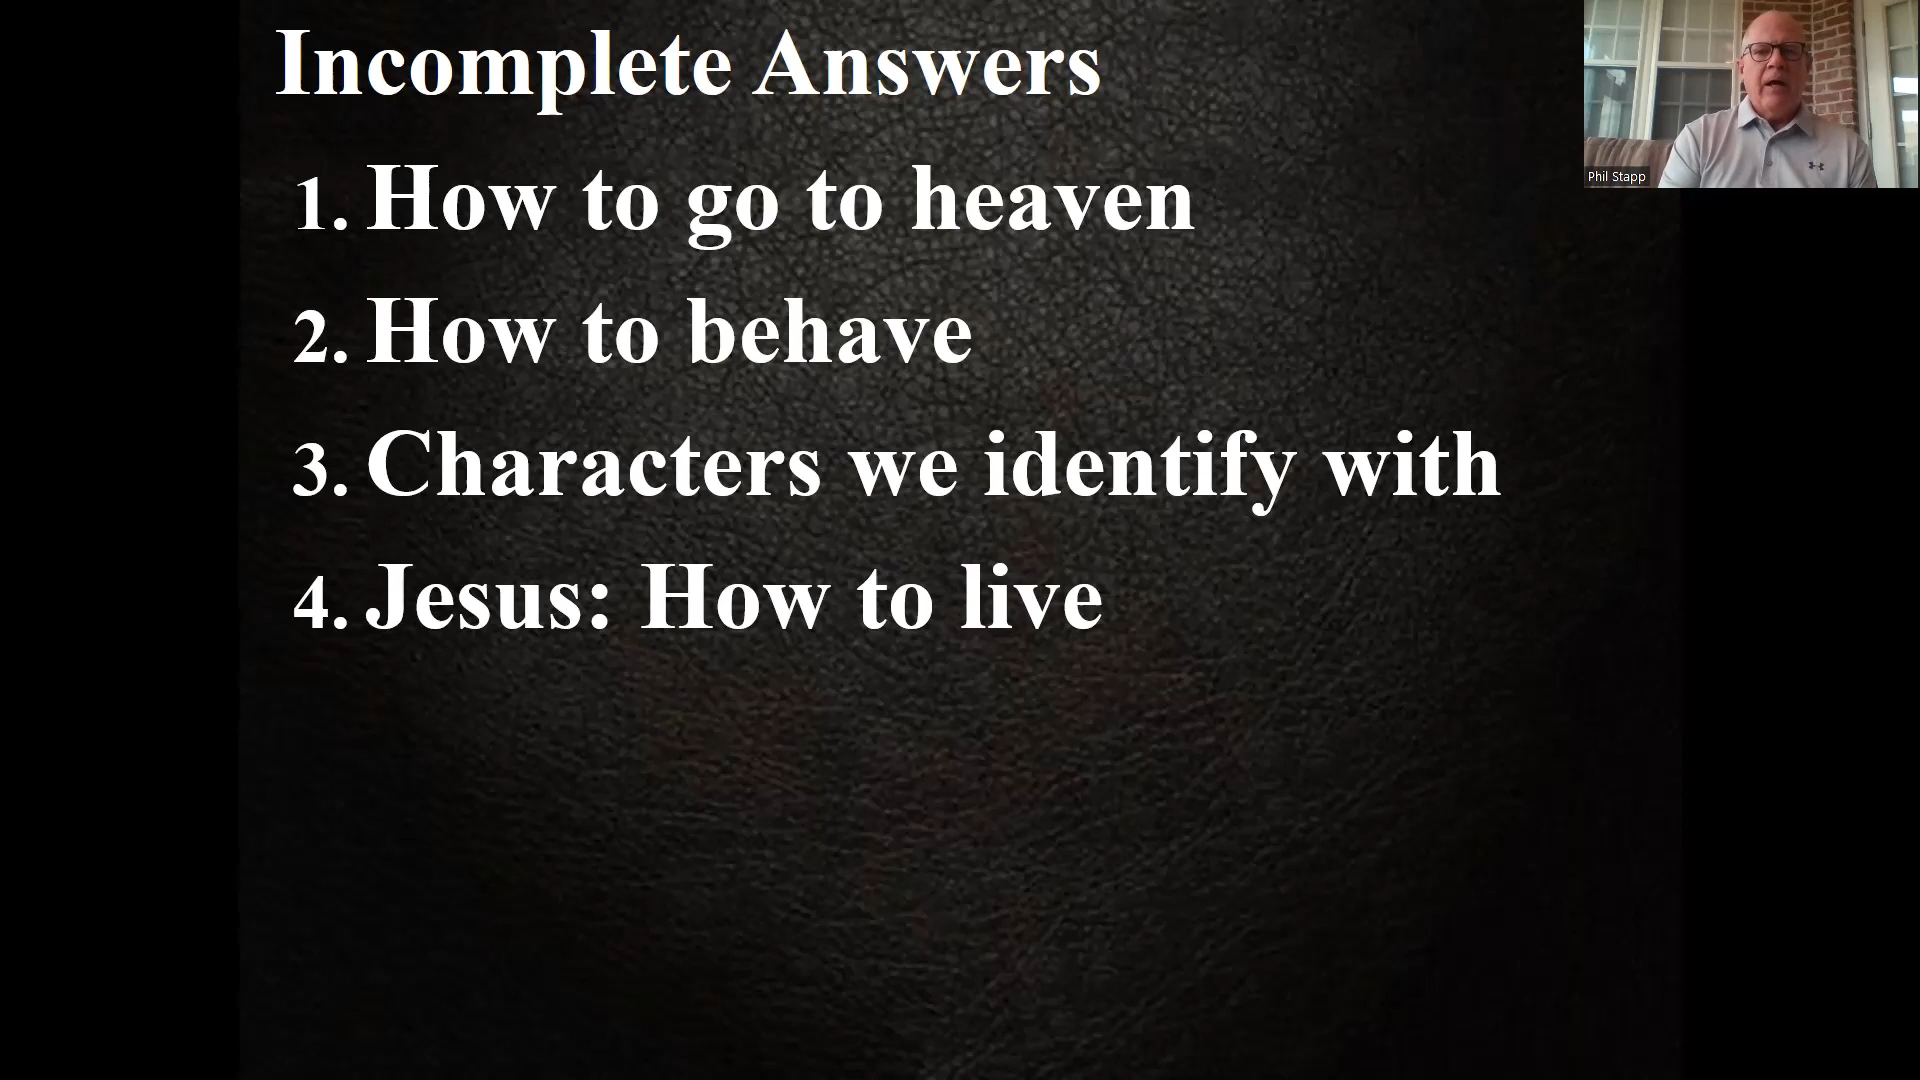 Incomplete Answers
1. How to go to heaven
2. How to behave
3. Characters we identify with
4. Jesus: How to live
Phil Stapp